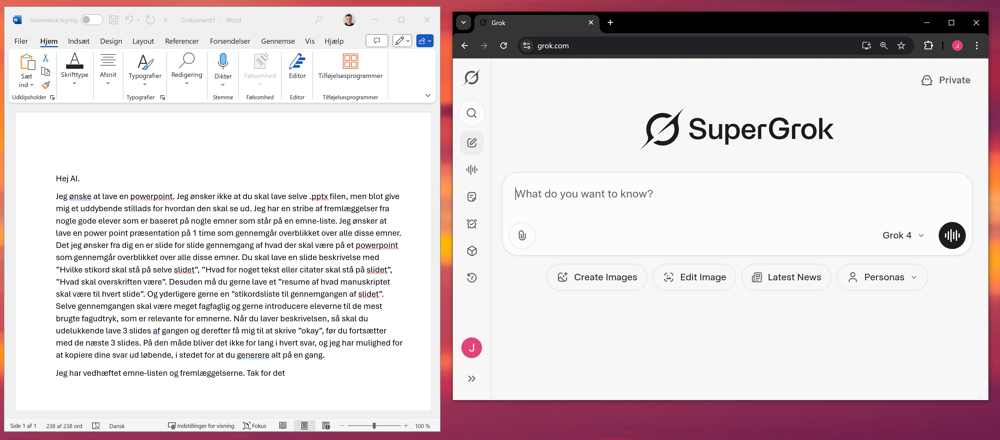 Automatisk lagring
Dokument1 - Word
Filer Hjem Indsæt Design Layout Referencer Forsendelser Gennemse Vis Hjælp
Sæt ind
Skrifttype
Afsnit
Typografier
Redigering
Dikter
Følsomhed
Editor
Tilføjelsesprogrammer
Udklipsholder
Typografier
Stemme
Følsomhed
Editor
Tilføjelsesprogrammer
Hej AI.
Jeg ønske at lave en powerpoint. Jeg ønsker ikke at du skal lave selve .pptx filen, men blot give
mig et uddybende stillads for hvordan den skal se ud. Jeg har en stribe af fremlæggelser fra
nogle gode elever som er baseret på nogle emner som står på en emne-liste. Jeg ønsker at
lave en power point præsentation på 1 time som gennemgår overblikket over alle disse emner.
Det jeg ønsker fra dig en er slide for slide gennemgang af hvad der skal være på et powerpoint
som gennemgår overblikket over alle disse emner. Du skal lave en slide beskrivelse med
”Hvilke stikord skal stå på selve slidet”, ”Hvad for noget tekst eller citater skal stå på slidet”,
”Hvad skal overskriften være”. Desuden må du gerne lave et ”resume af hvad manuskriptet
skal være til hvert slide”. Og yderligere gerne en ”stikordsliste til gennemgangen af slidet”.
Selve gennemgangen skal være meget fagfaglig og gerne introducere eleverne til de mest
brugte fagudtryk, som er relevante for emnerne. Når du laver beskrivelsen, så skal du
udelukkende lave 3 slides af gangen og derefter få mig til at skrive ”okay”, før du fortsætter
med de næste 3 slides. På den måde bliver det ikke for lang i hvert svar, og jeg har mulighed for
at kopiere dine svar ud løbende, i stedet for at du generere alt på en gang.
Jeg har vedhæftet emne-listen og fremlæggelserne. Tak for det
Side 1 af 1 238 af 238 ord Dansk Indstillinger for visning Fokus 100 %
Grok
grok.com
J
Private
SuperGrok
What do you want to know?
Grok 4
Create Images Edit Image Latest News Personas
J